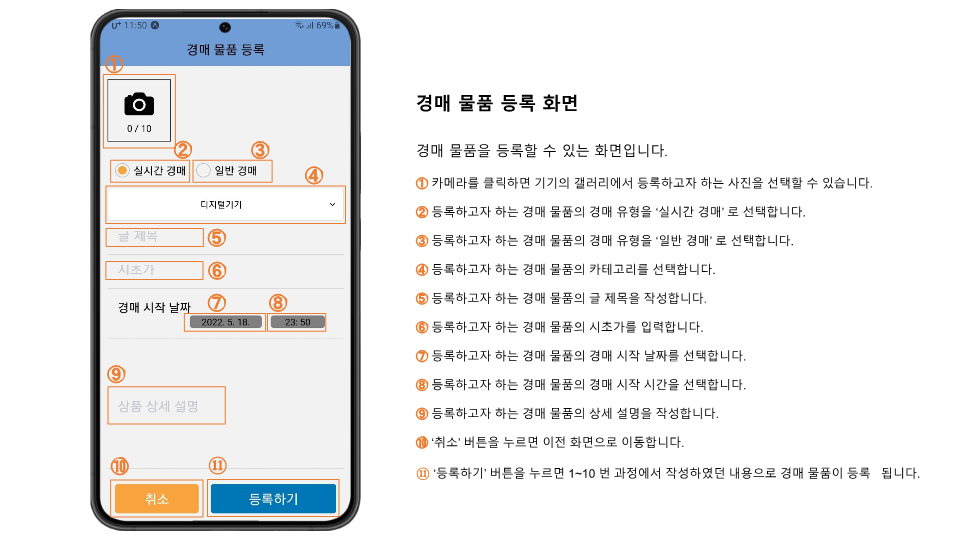 U+ 11:50
69%
경매 물품 등록
①
0 / 10
② ③
실시간 경매 일반 경매
④
디지털기기
글 제목 ⑤
시초가 ⑥
⑦ ⑧
경매 시작 날짜
2022. 5. 18. 23: 50
⑨
상품 상세 설명
⑩ ⑪
취소 등록하기
경매 물품 등록 화면
경매 물품을 등록할 수 있는 화면입니다.
① 카메라를 클릭하면 기기의 갤러리에서 등록하고자 하는 사진을 선택할 수 있습니다.
② 등록하고자 하는 경매 물품의 경매 유형을 ‘실시간 경매’ 로 선택합니다.
③ 등록하고자 하는 경매 물품의 경매 유형을 ‘일반 경매’ 로 선택합니다.
④ 등록하고자 하는 경매 물품의 카테고리를 선택합니다.
⑤ 등록하고자 하는 경매 물품의 글 제목을 작성합니다.
⑥ 등록하고자 하는 경매 물품의 시초가를 입력합니다.
⑦ 등록하고자 하는 경매 물품의 경매 시작 날짜를 선택합니다.
⑧ 등록하고자 하는 경매 물품의 경매 시작 시간을 선택합니다.
⑨ 등록하고자 하는 경매 물품의 상세 설명을 작성합니다.
⑩ ‘취소’ 버튼을 누르면 이전 화면으로 이동합니다.
⑪ ‘등록하기’ 버튼을 누르면 1~10 번 과정에서 작성하였던 내용으로 경매 물품이 등록 됩니다.